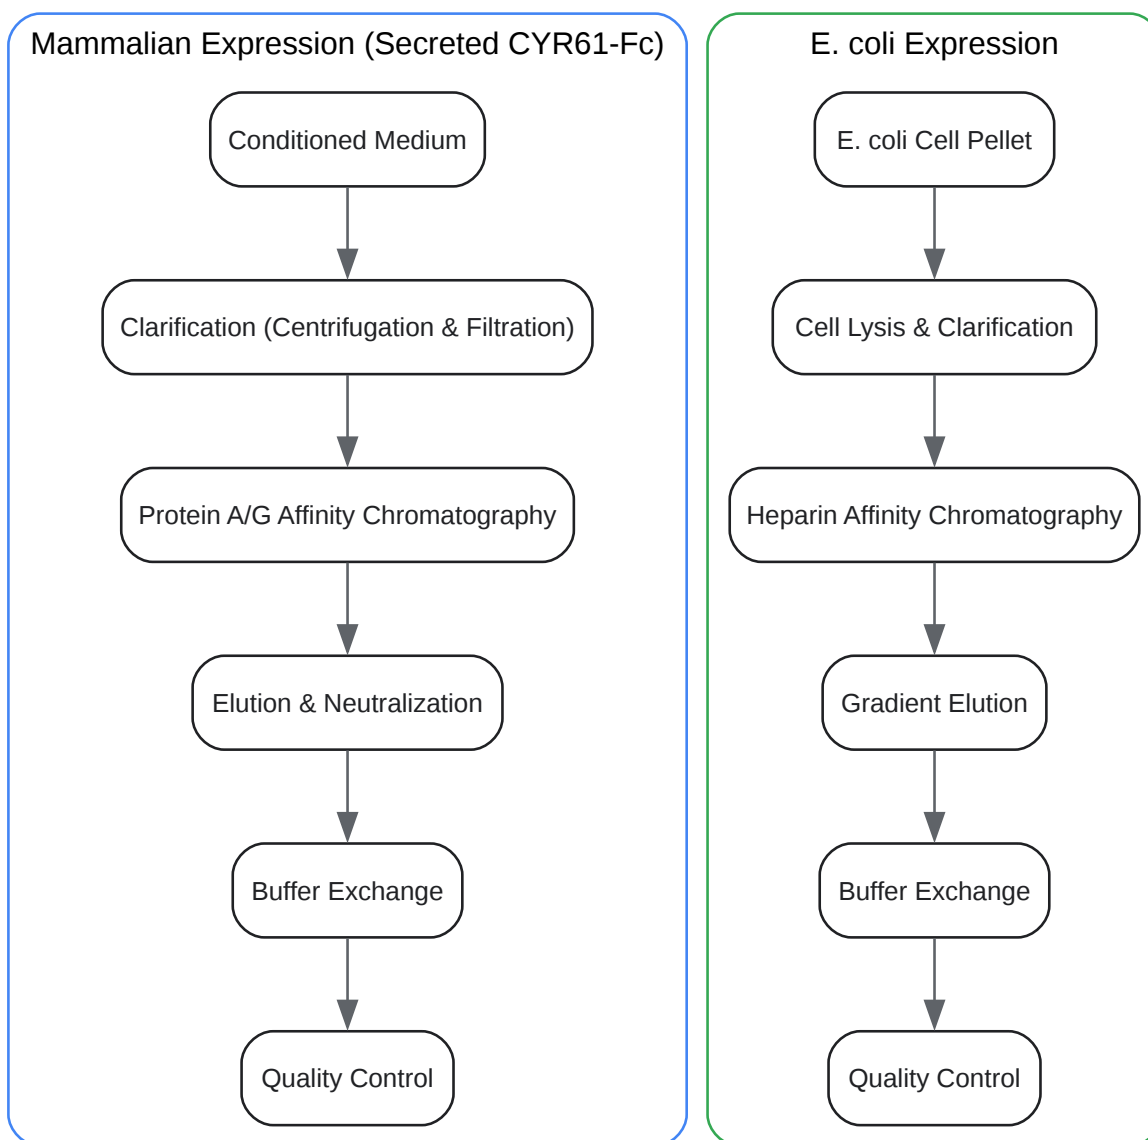 Mammalian Expression (Secreted CYR61-Fc)
Conditioned Medium
Clarification (Centrifugation & Filtration)
Protein A/G Affinity Chromatography
Elution & Neutralization
Buffer Exchange
Quality Control
E. coli Expression
E. coli Cell Pellet
Cell Lysis & Clarification
Heparin Affinity Chromatography
Gradient Elution
Buffer Exchange
Quality Control